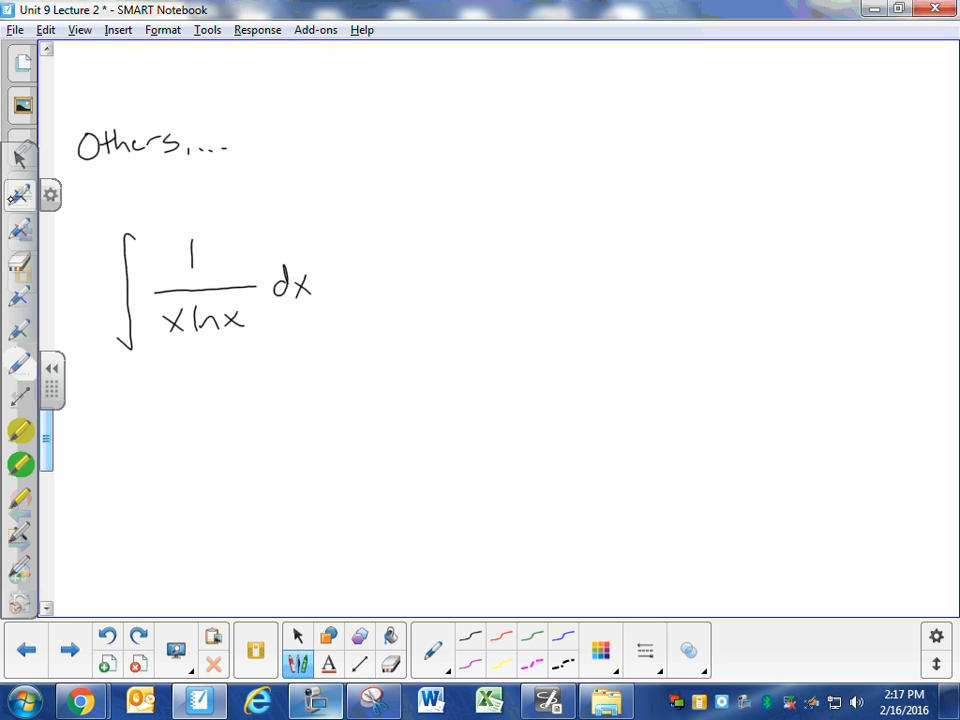 Unit 9 Lecture 2 * - SMART Notebook
File Edit View Insert Format Tools Response Add-ons Help
Others,...
∫ 1/(x ln x) dx
2:17 PM
2/16/2016